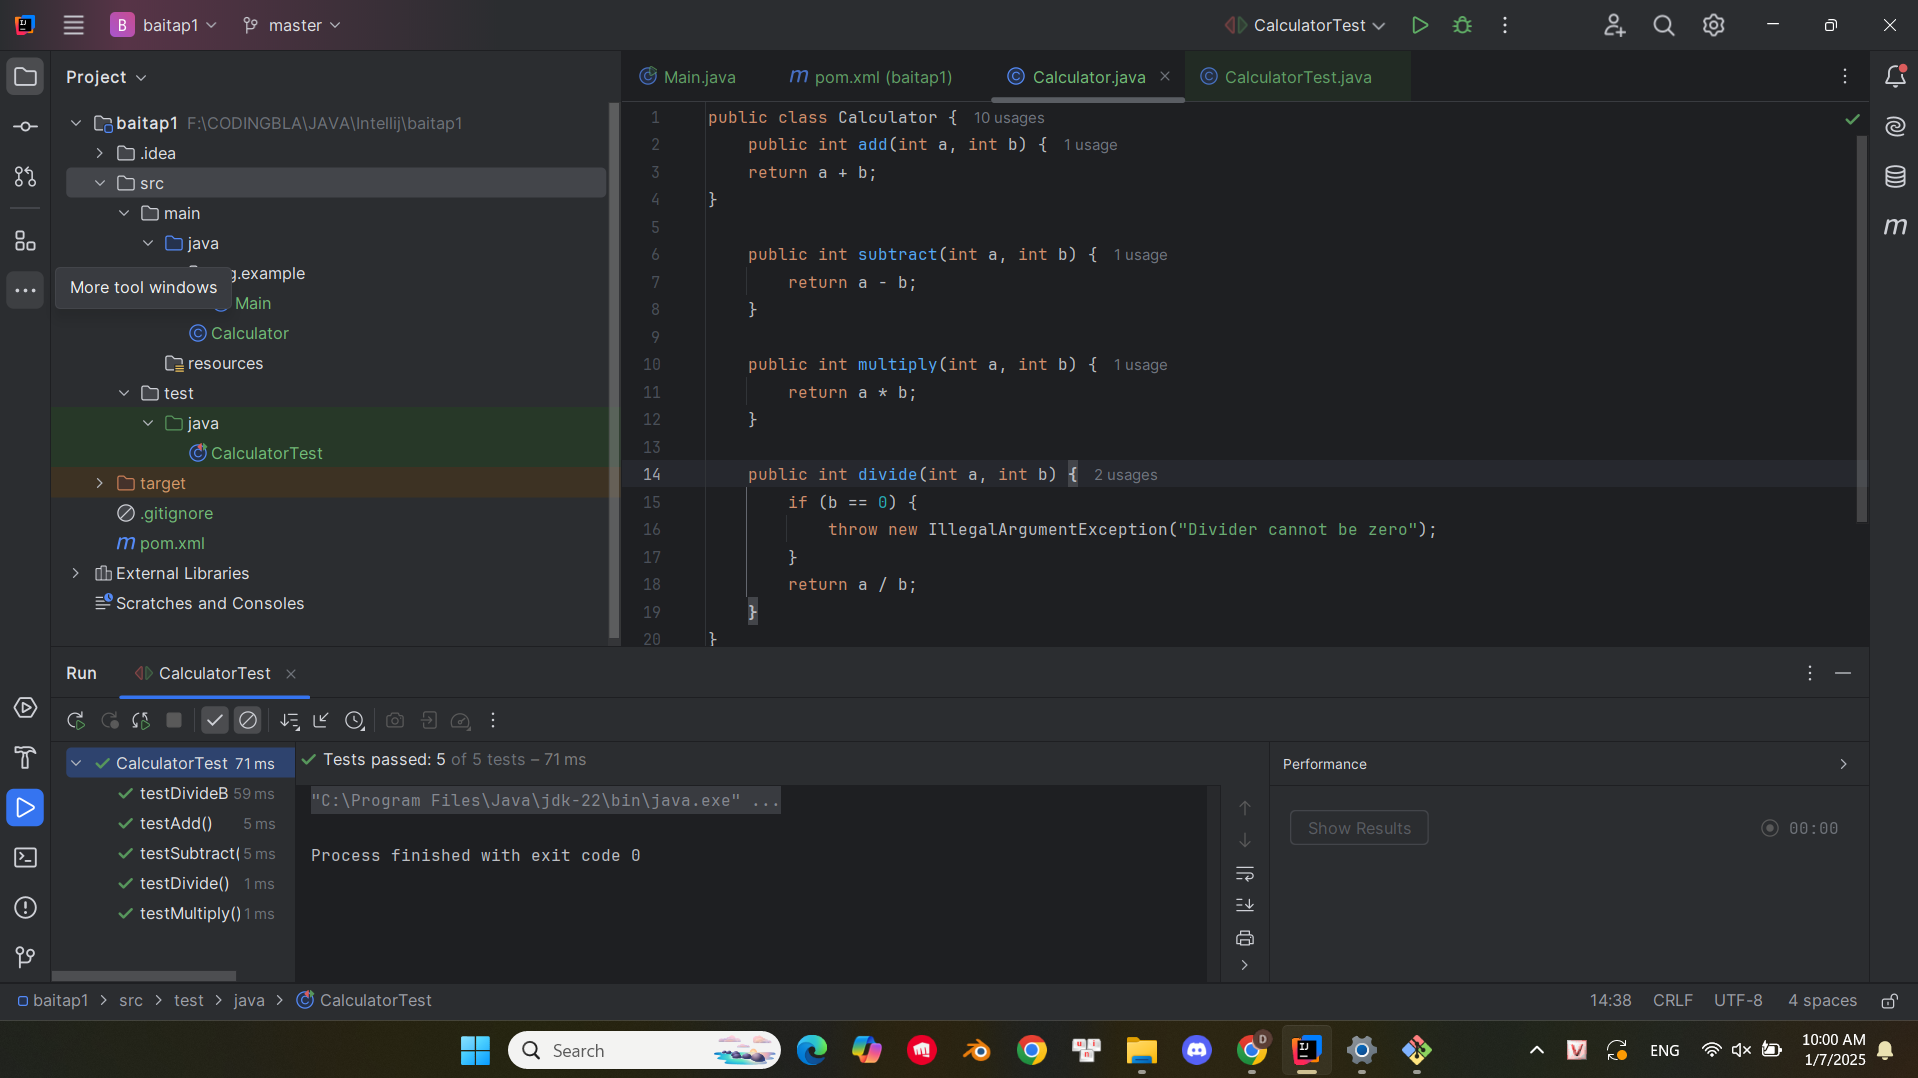 B baitap1 master CalculatorTest
Project
Main.java pom.xml (baitap1) Calculator.java CalculatorTest.java
baitap1 F:\CODINGBLA\JAVA\Intellij\baitap1
.idea
src
main
java
g.example
More tool windows
Main
Calculator
resources
test
java
CalculatorTest
target
.gitignore
m pom.xml
External Libraries
Scratches and Consoles
1 public class Calculator { 10 usages
2 public int add(int a, int b) { 1 usage
3 return a + b;
4 }
5
6 public int subtract(int a, int b) { 1 usage
7 return a - b;
8 }
9
10 public int multiply(int a, int b) { 1 usage
11 return a * b;
12 }
13
14 public int divide(int a, int b) { 2 usages
15 if (b == 0) {
16 throw new IllegalArgumentException("Divider cannot be zero");
17 }
18 return a / b;
19 }
20 }
Run CalculatorTest
CalculatorTest 71 ms
testDivideB 59 ms
testAdd() 5 ms
testSubtract( 5 ms
testDivide() 1 ms
testMultiply() 1 ms
Tests passed: 5 of 5 tests – 71 ms
"C:\Program Files\Java\jdk-22\bin\java.exe" ...
Process finished with exit code 0
Performance
Show Results 00:00
baitap1 > src > test > java > CalculatorTest 14:38 CRLF UTF-8 4 spaces
Search ENG 10:00 AM
1/7/2025